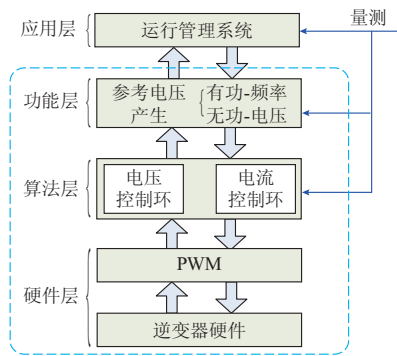 量测
应用层
运行管理系统
功能层
参考电压
产生
有功-频率
无功-电压
算法层
电压
控制环
电流
控制环
硬件层
PWM
逆变器硬件